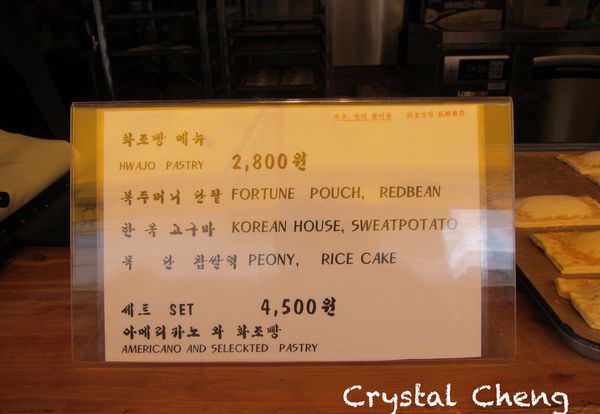 화조빵 메뉴
HWAJO PASTRY 2,800원
복주머니 단팥 FORTUNE POUCH, REDBEAN
한 옥 고구마 KOREAN HOUSE, SWEATPOTATO
목 단 찹쌀떡 PEONY, RICE CAKE
세트 SET 4,500원
아메리카노 와 화조빵
AMERICANO AND SELECKTED PASTRY
Crystal Cheng